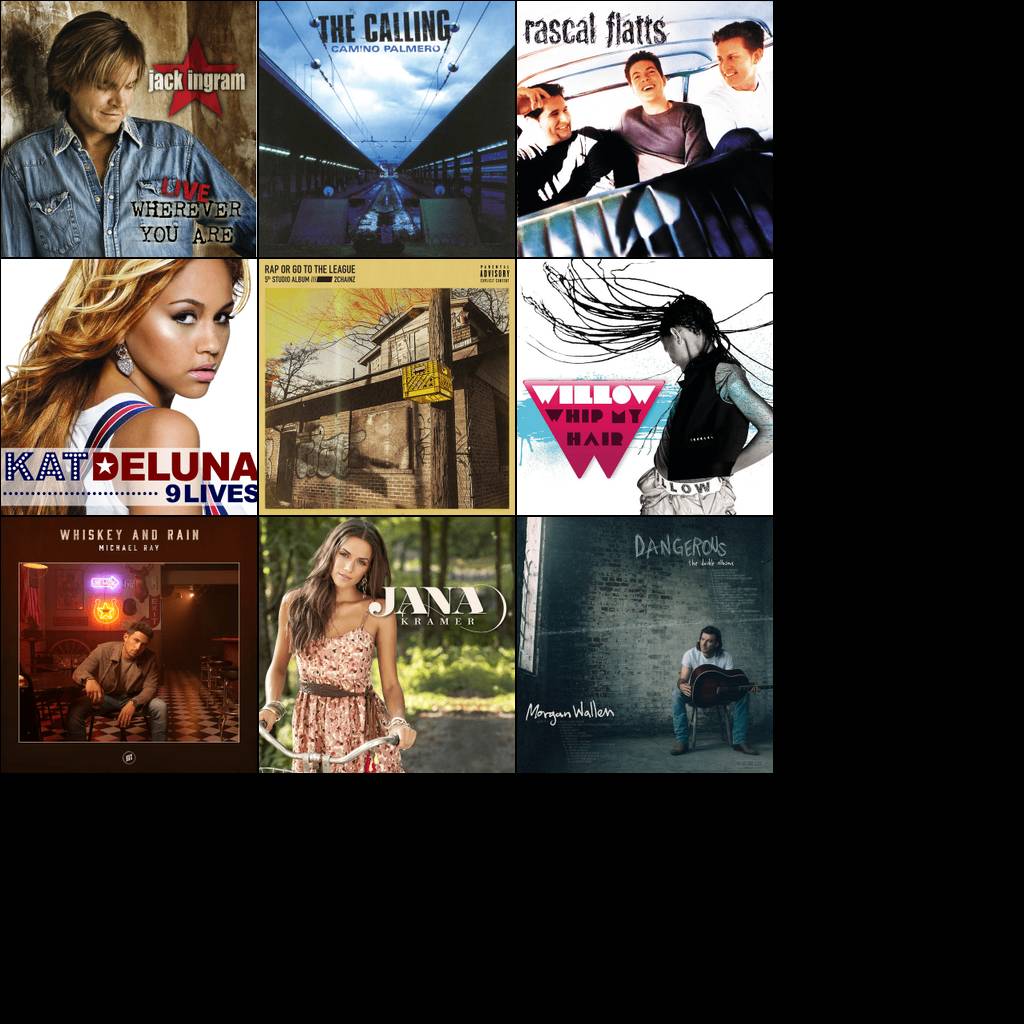 jack ingram
LIVE
WHEREVER
YOU ARE
THE CALLING
CAMINO PALMERO
rascal flatts
KAT DELUNA
9 LIVES
RAP OR GO TO THE LEAGUE
5th STUDIO ALBUM 2CHAINZ
PARENTAL
ADVISORY
EXPLICIT CONTENT
WILLOW
WHIP MY
HAIR
LLOW
WHISKEY AND RAIN
MICHAEL RAY
JANA
KRAMER
DANGEROUS
the double album
Morgan Wallen